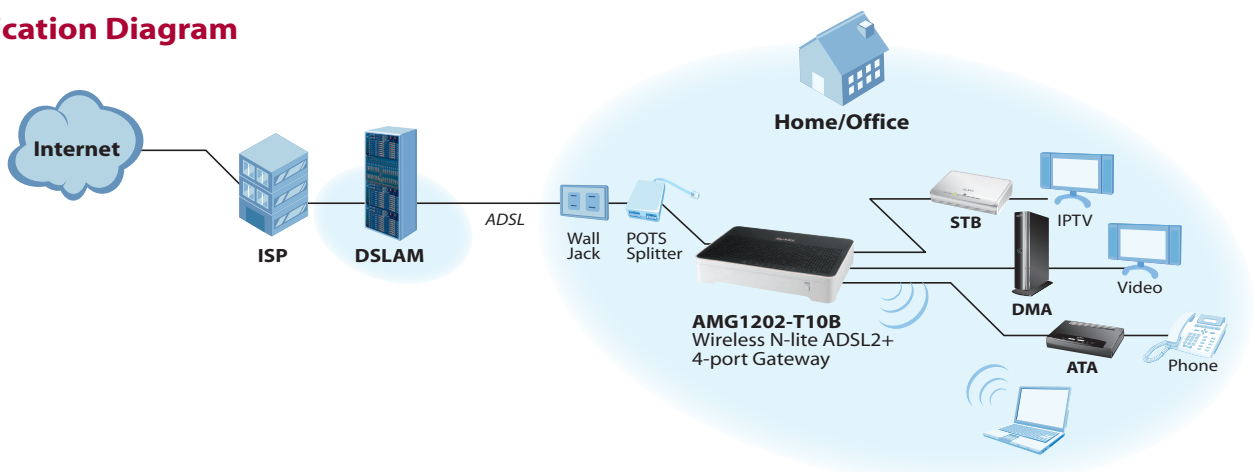 ication Diagram
Internet
ISP
DSLAM
ADSL
Wall
Jack
POTS
Splitter
Home/Office
AMG1202-T10B
Wireless N-lite ADSL2+
4-port Gateway
STB
IPTV
DMA
Video
ATA
Phone